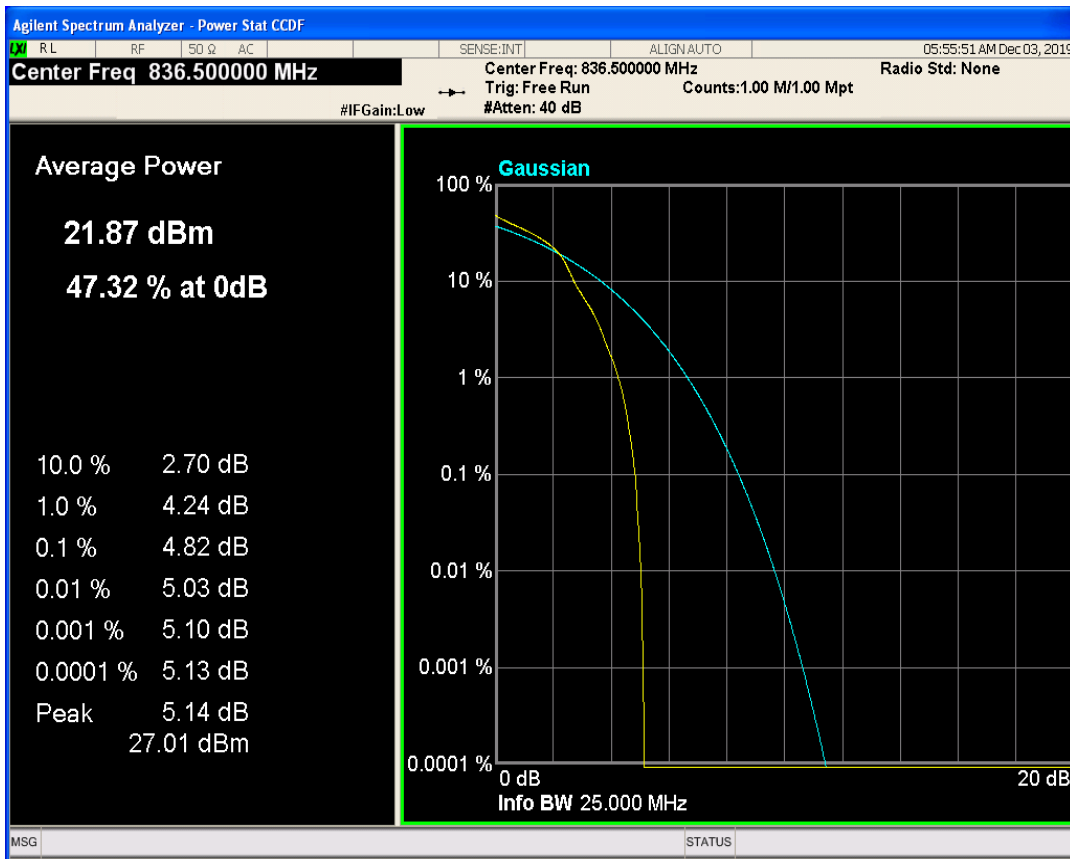 Agilent Spectrum Analyzer - Power Stat CCDF
LXI RL RF 50 Ω AC SENSE:INT ALIGN AUTO 05:55:51 AM Dec 03, 2019
Center Freq 836.500000 MHz
Center Freq: 836.500000 MHz Radio Std: None
Trig: Free Run Counts:1.00 M/1.00 Mpt
#IFGain:Low #Atten: 40 dB
Average Power
21.87 dBm
47.32 % at 0dB
10.0 % 2.70 dB
1.0 % 4.24 dB
0.1 % 4.82 dB
0.01 % 5.03 dB
0.001 % 5.10 dB
0.0001 % 5.13 dB
Peak 5.14 dB
27.01 dBm
Gaussian
100 %
10 %
1 %
0.1 %
0.01 %
0.001 %
0.0001 %
0 dB 20 dB
Info BW 25.000 MHz
MSG STATUS